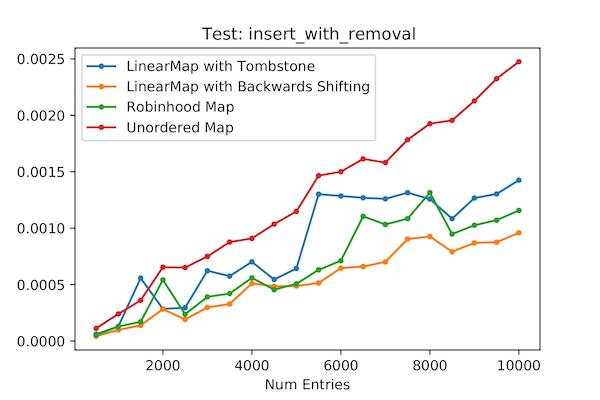 Test: insert_with_removal
0.0025
0.0020
0.0015
0.0010
0.0005
0.0000
LinearMap with Tombstone
LinearMap with Backwards Shifting
Robinhood Map
Unordered Map
2000 4000 6000 8000 10000
Num Entries